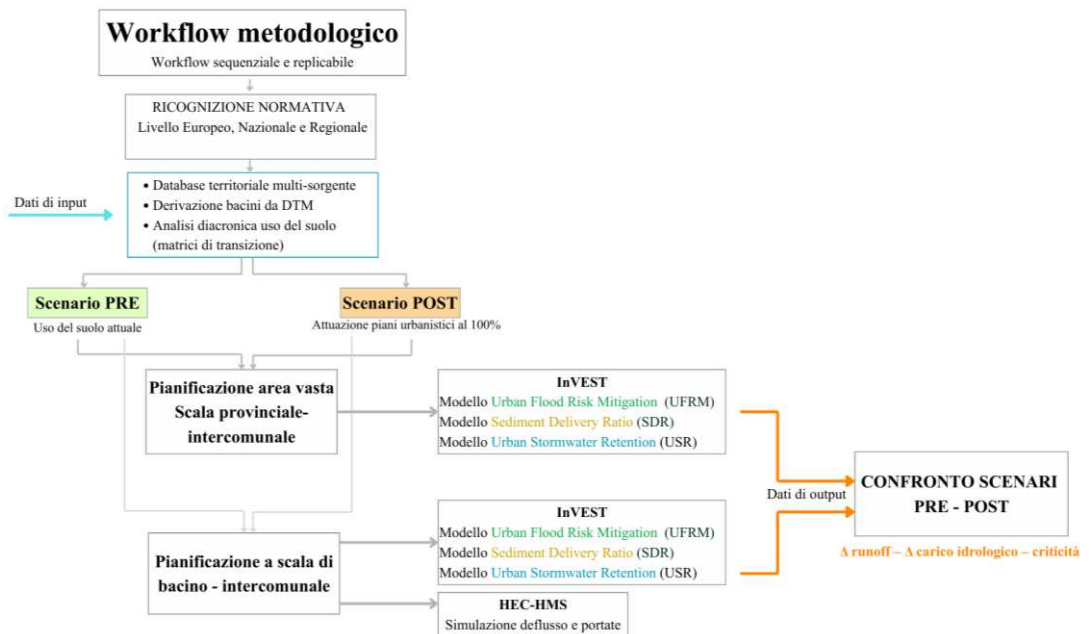 Workflow metodologico
Workflow sequenziale e replicabile
RICOGNIZIONE NORMATIVA
Livello Europeo, Nazionale e Regionale
Dati di input
• Database territoriale multi-sorgente
• Derivazione bacini da DTM
• Analisi diacronica uso del suolo
(matrici di transizione)
Scenario PRE
Uso del suolo attuale
Scenario POST
Attuazione piani urbanistici al 100%
Pianificazione area vasta
Scala provinciale-
intercomunale
InVEST
Modello Urban Flood Risk Mitigation (UFRM)
Modello Sediment Delivery Ratio (SDR)
Modello Urban Stormwater Retention (USR)
Pianificazione a scala di
bacino - intercomunale
InVEST
Modello Urban Flood Risk Mitigation (UFRM)
Modello Sediment Delivery Ratio (SDR)
Modello Urban Stormwater Retention (USR)
HEC-HMS
Simulazione deflusso e portate
Dati di output
CONFRONTO SCENARI
PRE - POST
Δ runoff – Δ carico idrologico – criticità